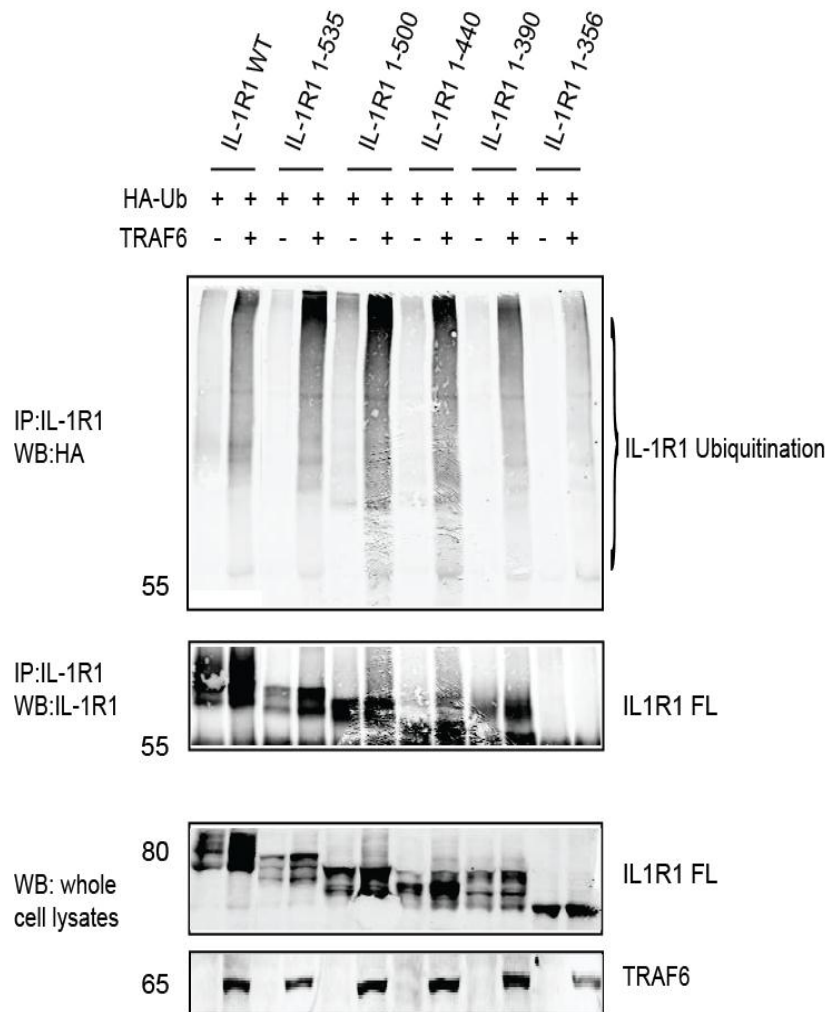 IL-1R1 WT
IL-1R1 1-535
IL-1R1 1-500
IL-1R1 1-440
IL-1R1 1-390
IL-1R1 1-356
HA-Ub + + + + + + + + + + + +
TRAF6 - + - + - + - + - + - +
IP:IL-1R1
WB:HA
IL-1R1 Ubiquitination
55
IP:IL-1R1
WB:IL-1R1
IL1R1 FL
55
80
WB: whole
cell lysates
IL1R1 FL
65
TRAF6